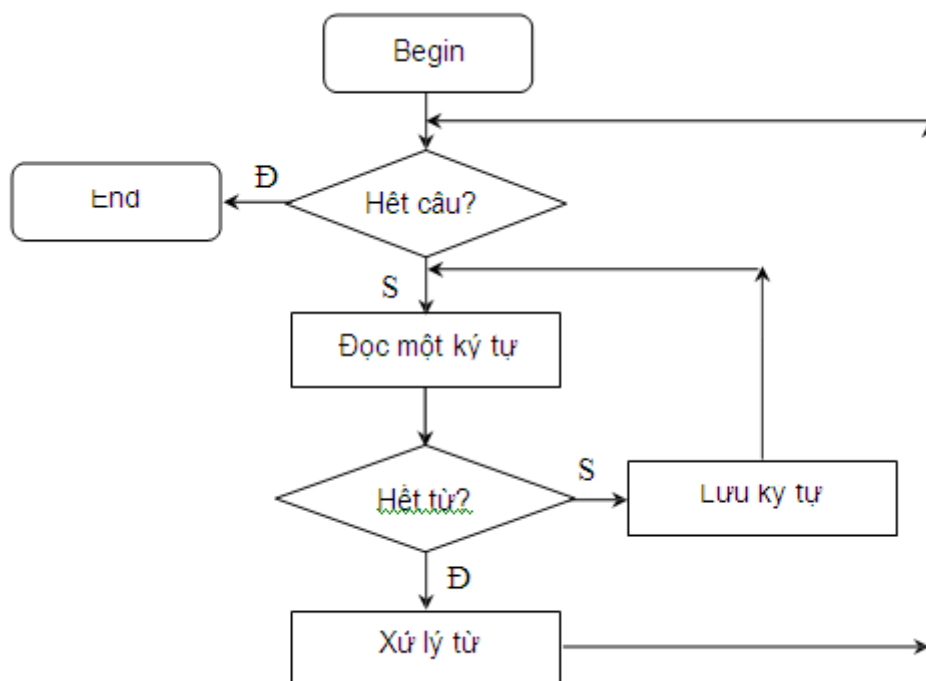 Begin
Đ
End
Hết câu?
S
Đọc một ký tự
Hết từ?
S
Lưu ký tự
Đ
Xử lý từ